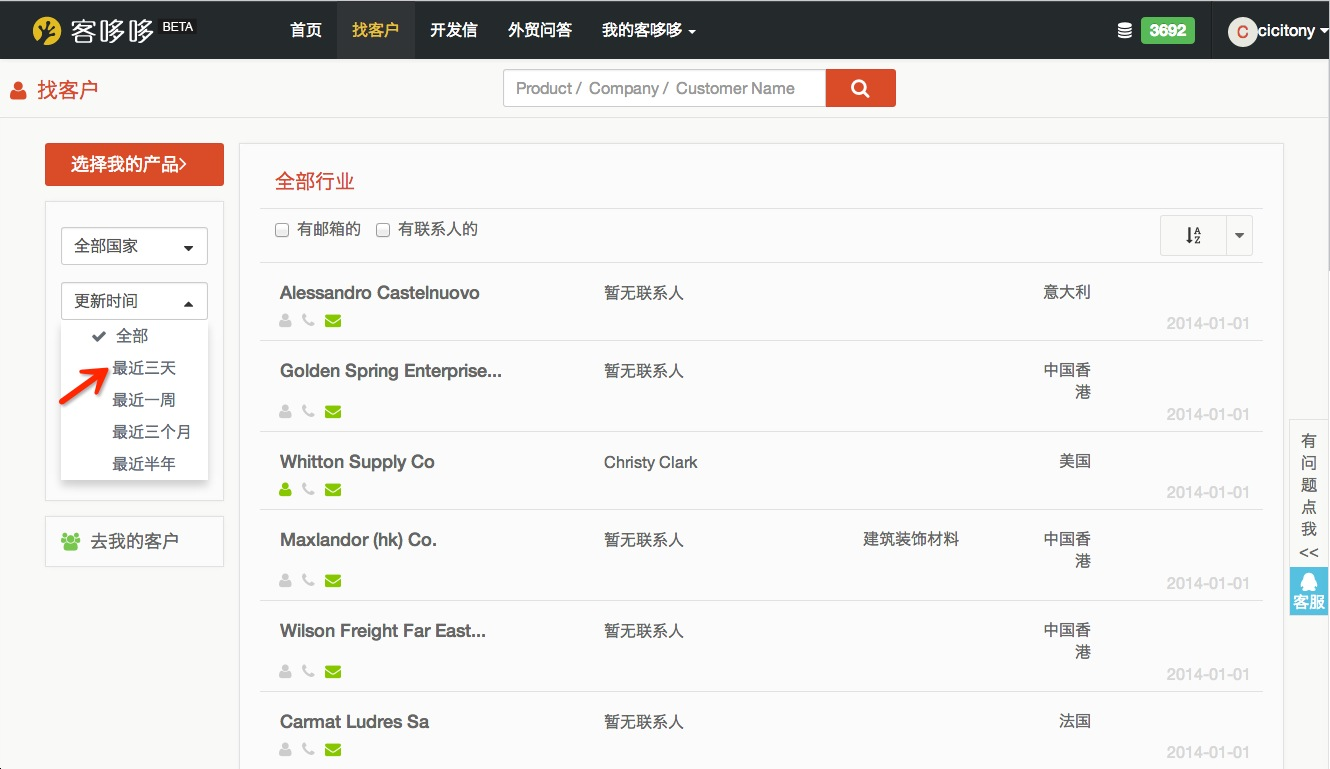 客哆哆 BETA 首页 找客户 开发信 外贸问答 我的客哆哆 3692 C cicitony
找客户 Product / Company / Customer Name
选择我的产品>
全部国家
更新时间
全部
最近三天
最近一周
最近三个月
最近半年
去我的客户
全部行业
有邮箱的 有联系人的 A Z
Alessandro Castelnuovo 暂无联系人 意大利
2014-01-01
Golden Spring Enterprise... 暂无联系人 中国香
港
2014-01-01
Whitton Supply Co Christy Clark 美国
2014-01-01
Maxlandor (hk) Co. 暂无联系人 建筑装饰材料 中国香
港
2014-01-01
Wilson Freight Far East... 暂无联系人 中国香
港
2014-01-01
Carmat Ludres Sa 暂无联系人 法国
2014-01-01
有
问
题
点
我
<<
客服